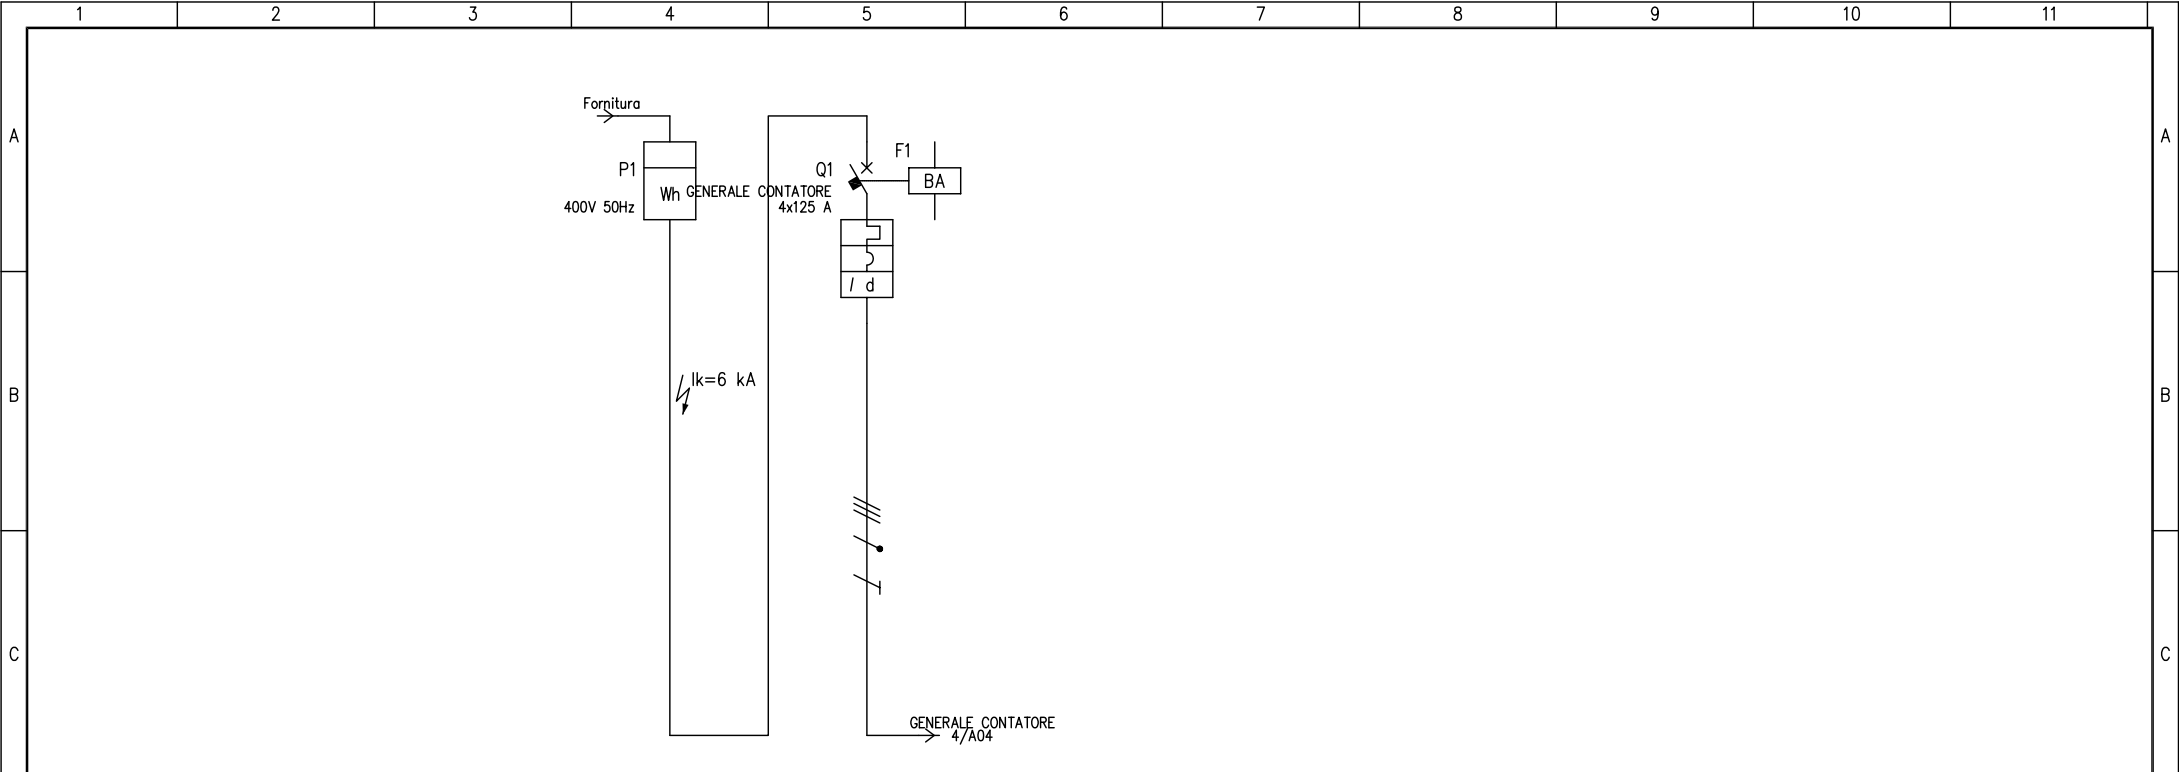 1 2 3 4 5 6 7 8 9 10 11
Fornitura
A A
F1
P1 Q1
BA
Wh GENERALE CONTATORE
400V 50Hz 4x125 A
I d
Ik=6 kA
B B
C C
GENERALE CONTATORE
4/A04